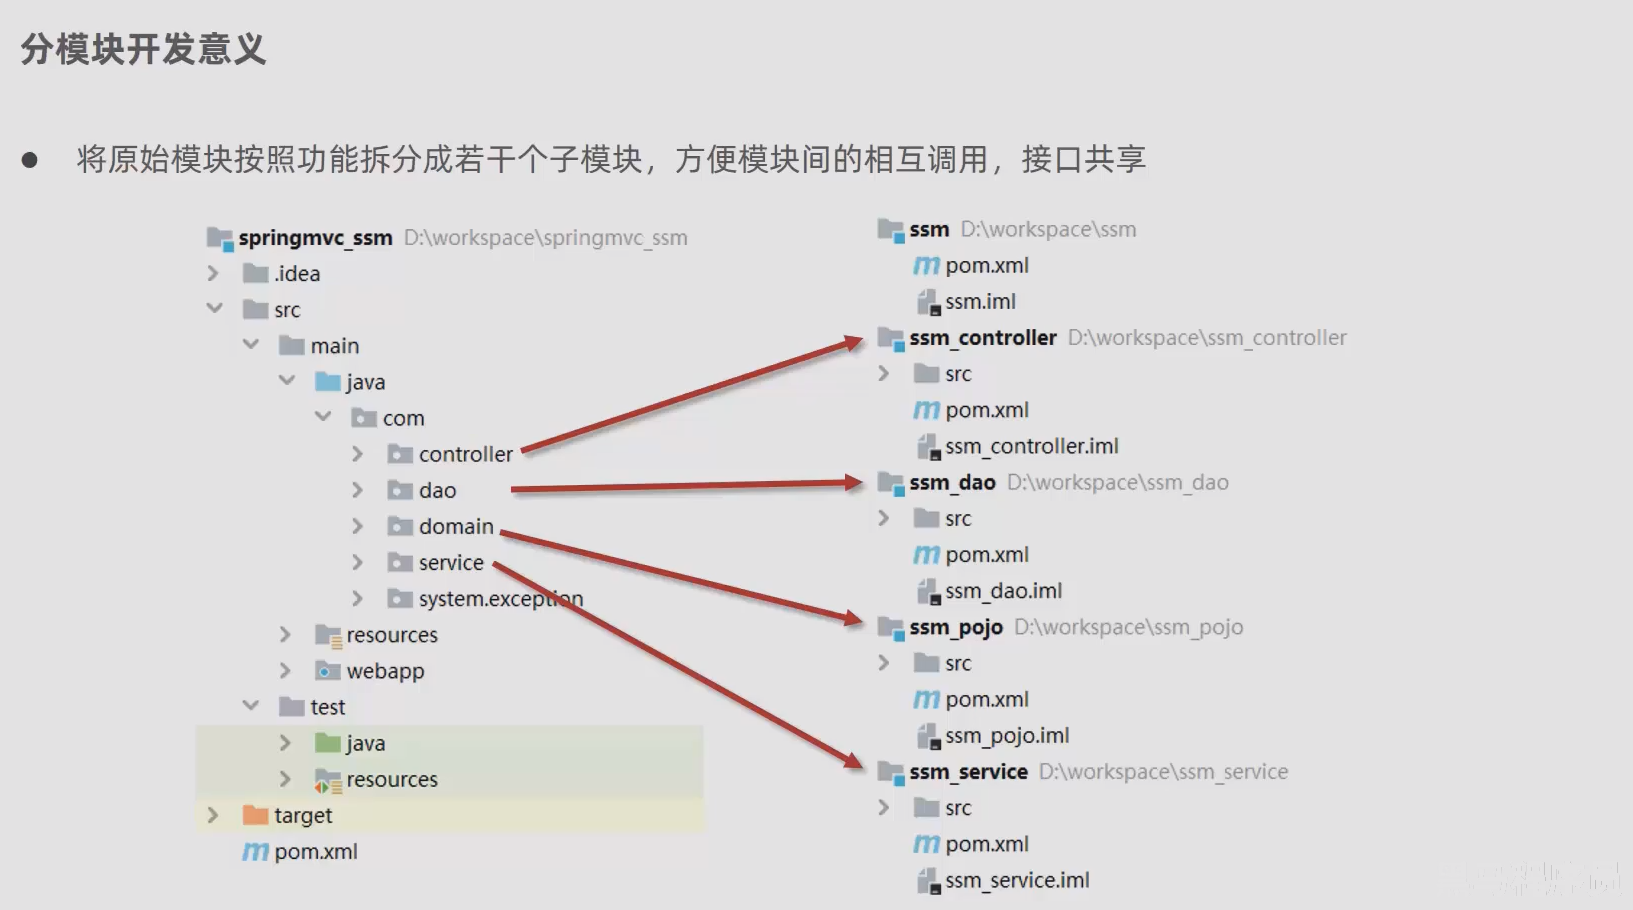 分模块开发意义
● 将原始模块按照功能拆分成若干个子模块，方便模块间的相互调用，接口共享
springmvc_ssm D:\workspace\springmvc_ssm
.idea
src
main
java
com
controller
dao
domain
service
system.exception
resources
webapp
test
java
resources
target
pom.xml
ssm D:\workspace\ssm
pom.xml
ssm.iml
ssm_controller D:\workspace\ssm_controller
src
pom.xml
ssm_controller.iml
ssm_dao D:\workspace\ssm_dao
src
pom.xml
ssm_dao.iml
ssm_pojo D:\workspace\ssm_pojo
src
pom.xml
ssm_pojo.iml
ssm_service D:\workspace\ssm_service
src
pom.xml
ssm_service.iml